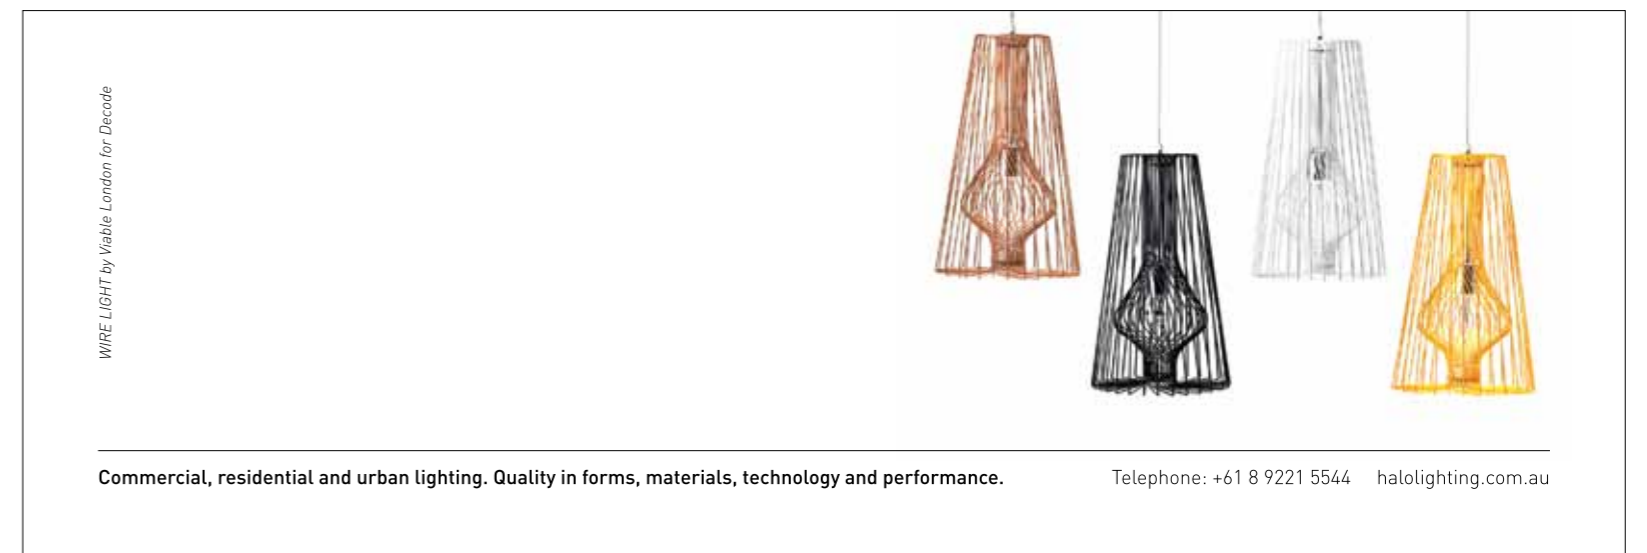 WIRE LIGHT by Viable London for Decode
Commercial, residential and urban lighting. Quality in forms, materials, technology and performance.
Telephone: +61 8 9221 5544 halolighting.com.au